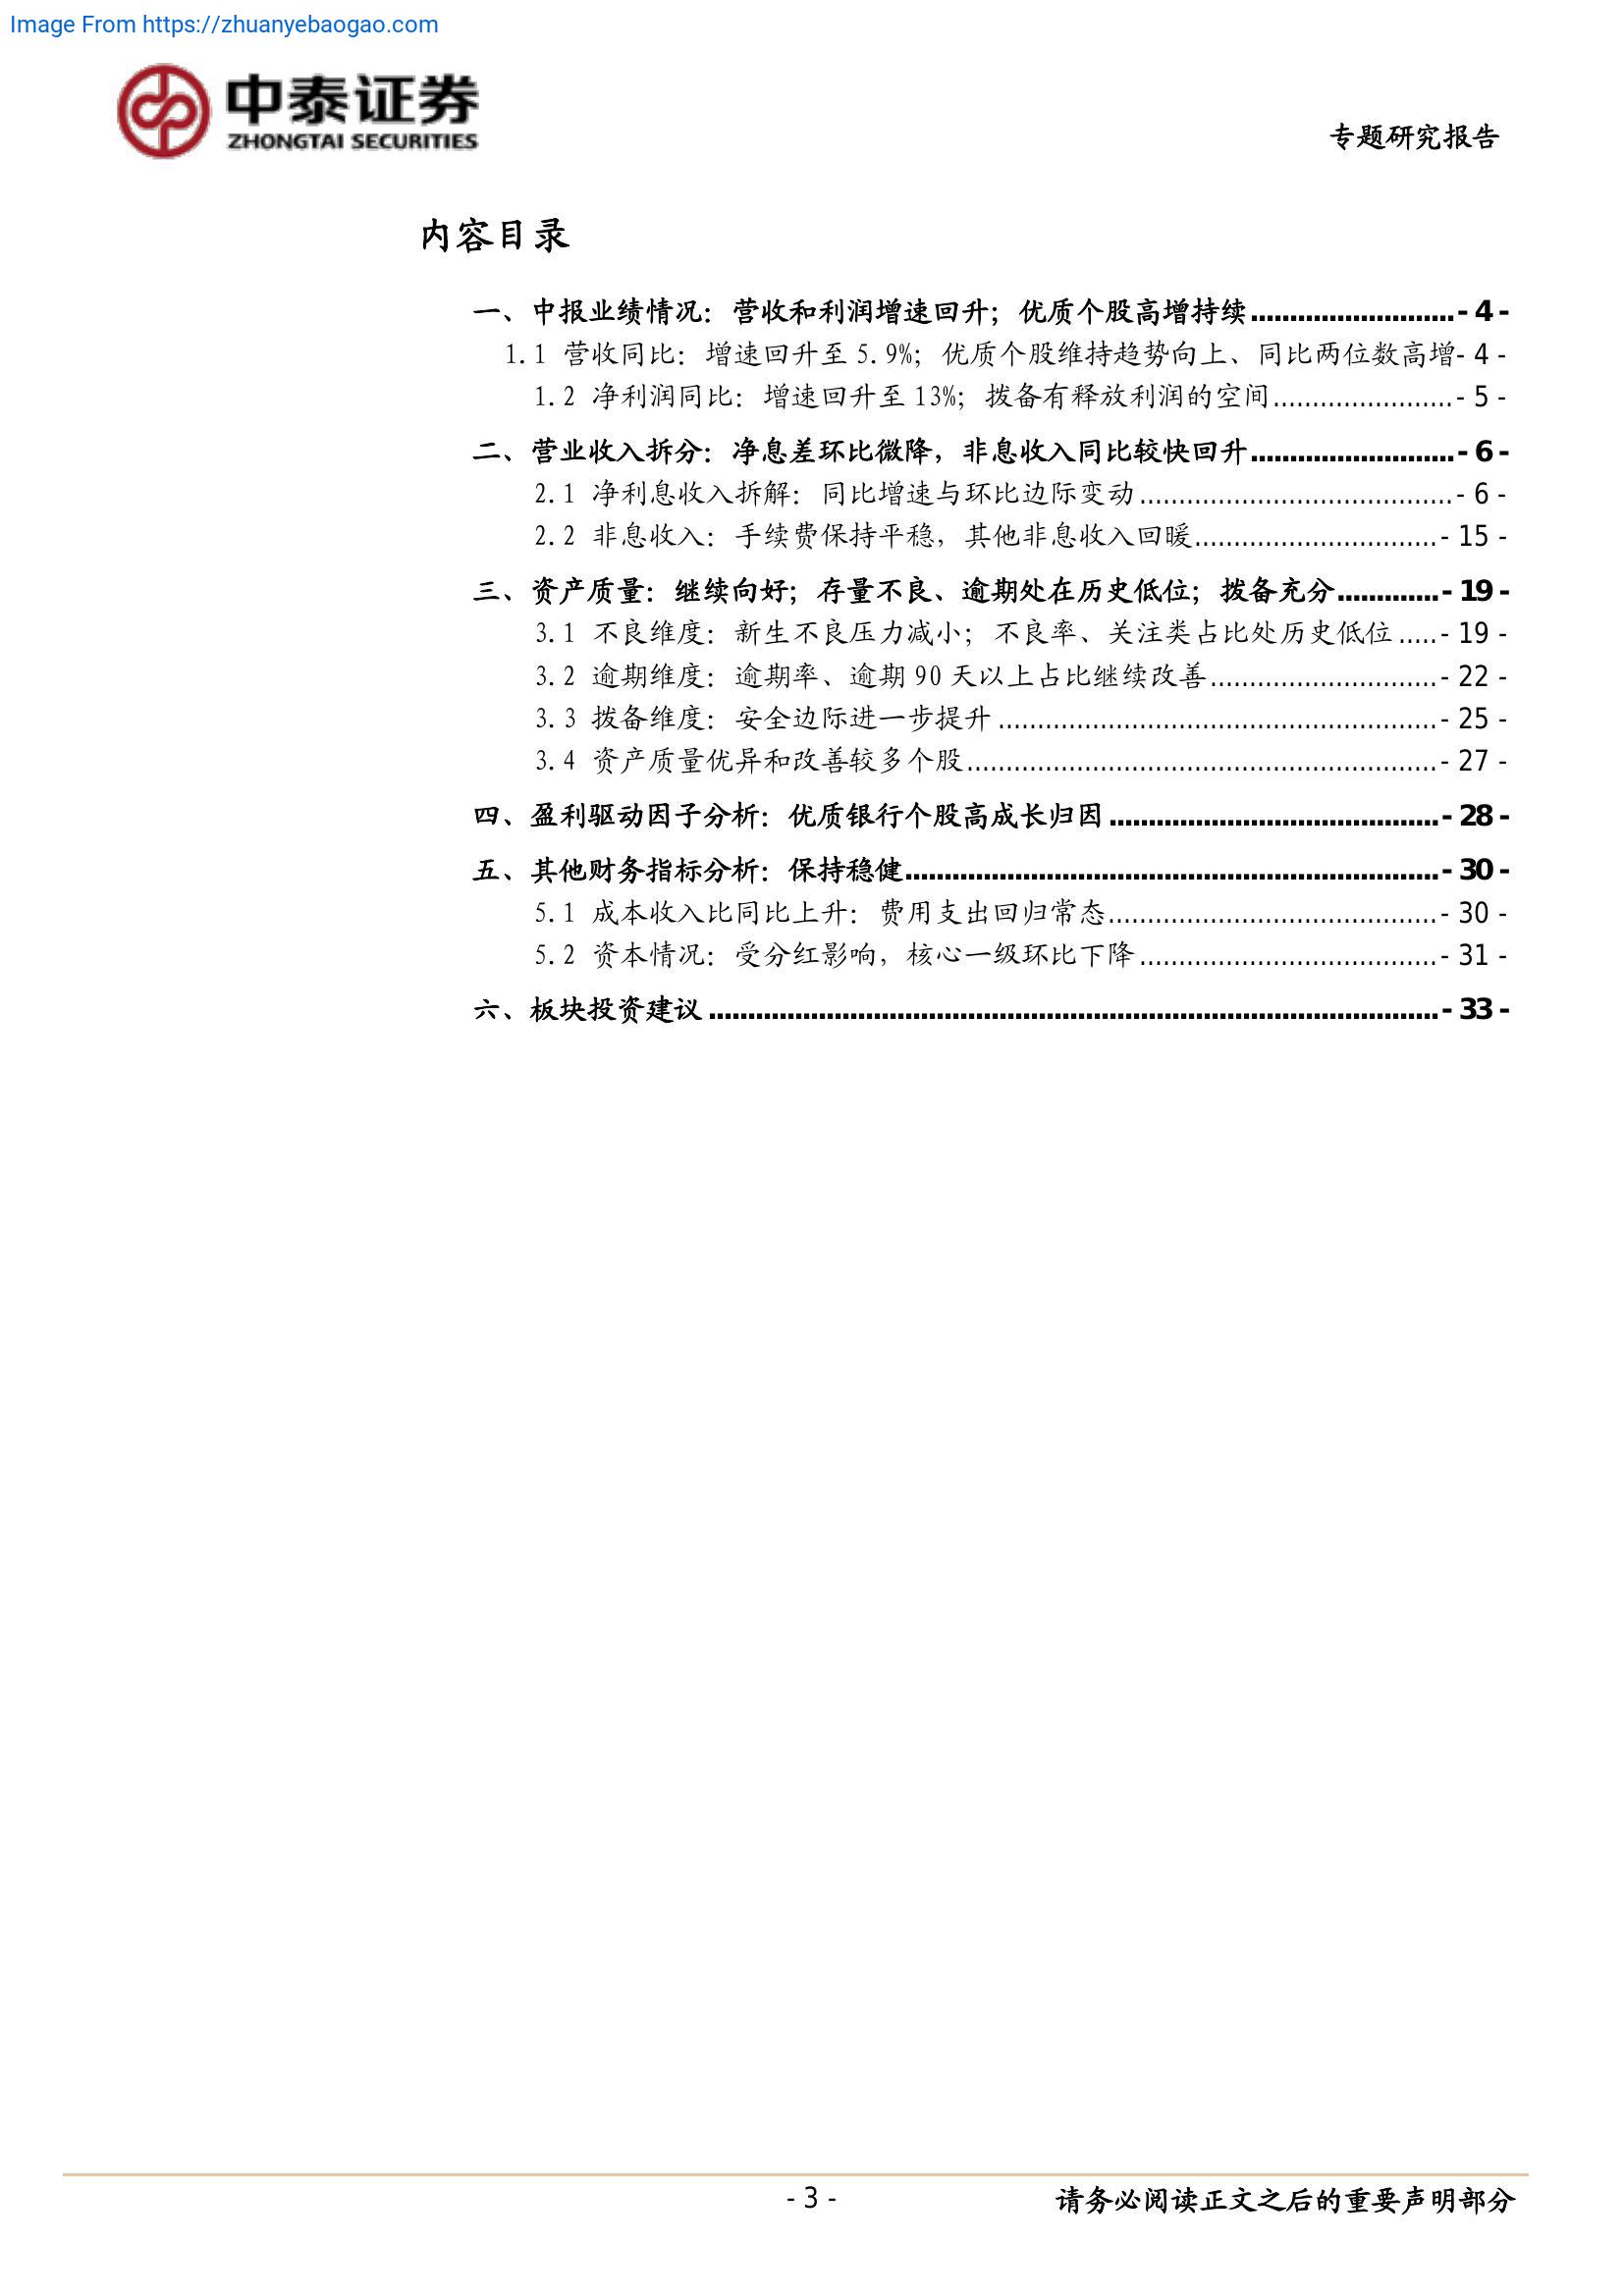 Image From https://zhuanyebaogao.com
中泰证券
ZHONGTAI SECURITIES
专题研究报告
内容目录
一、中报业绩情况：营收和利润增速回升；优质个股高增持续..........................- 4 -
1.1 营收同比：增速回升至 5.9%；优质个股维持趋势向上、同比两位数高增- 4 -
1.2 净利润同比：增速回升至 13%；拨备有释放利润的空间.......................- 5 -
二、营业收入拆分：净息差环比微降，非息收入同比较快回升..........................- 6 -
2.1 净利息收入拆解：同比增速与环比边际变动........................................- 6 -
2.2 非息收入：手续费保持平稳，其他非息收入回暖...............................- 15 -
三、资产质量：继续向好；存量不良、逾期处在历史低位；拨备充分.............- 19 -
3.1 不良维度：新生不良压力减小；不良率、关注类占比处历史低位.....- 19 -
3.2 逾期维度：逾期率、逾期 90 天以上占比继续改善.............................- 22 -
3.3 拨备维度：安全边际进一步提升........................................................- 25 -
3.4 资产质量优异和改善较多个股............................................................- 27 -
四、盈利驱动因子分析：优质银行个股高成长归因..........................................- 28 -
五、其他财务指标分析：保持稳健....................................................................- 30 -
5.1 成本收入比同比上升：费用支出回归常态..........................................- 30 -
5.2 资本情况：受分红影响，核心一级环比下降......................................- 31 -
六、板块投资建议.............................................................................................- 33 -
- 3 -
请务必阅读正文之后的重要声明部分